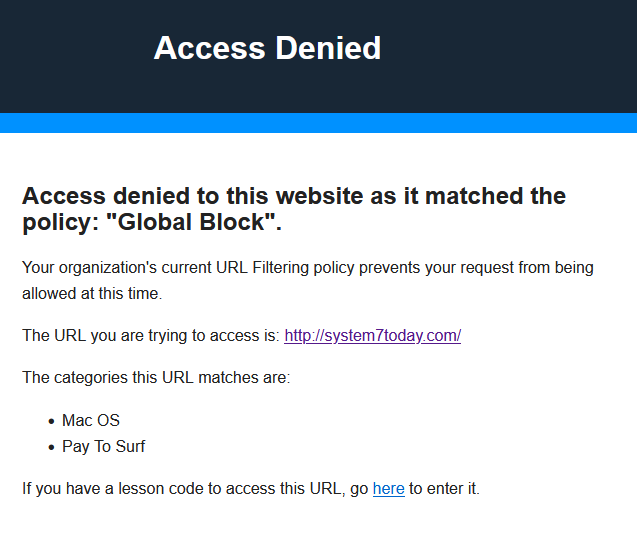 Access Denied
Access denied to this website as it matched the
policy: "Global Block".
Your organization's current URL Filtering policy prevents your request from being
allowed at this time.
The URL you are trying to access is: http://system7today.com/
The categories this URL matches are:
• Mac OS
• Pay To Surf
If you have a lesson code to access this URL, go here to enter it.